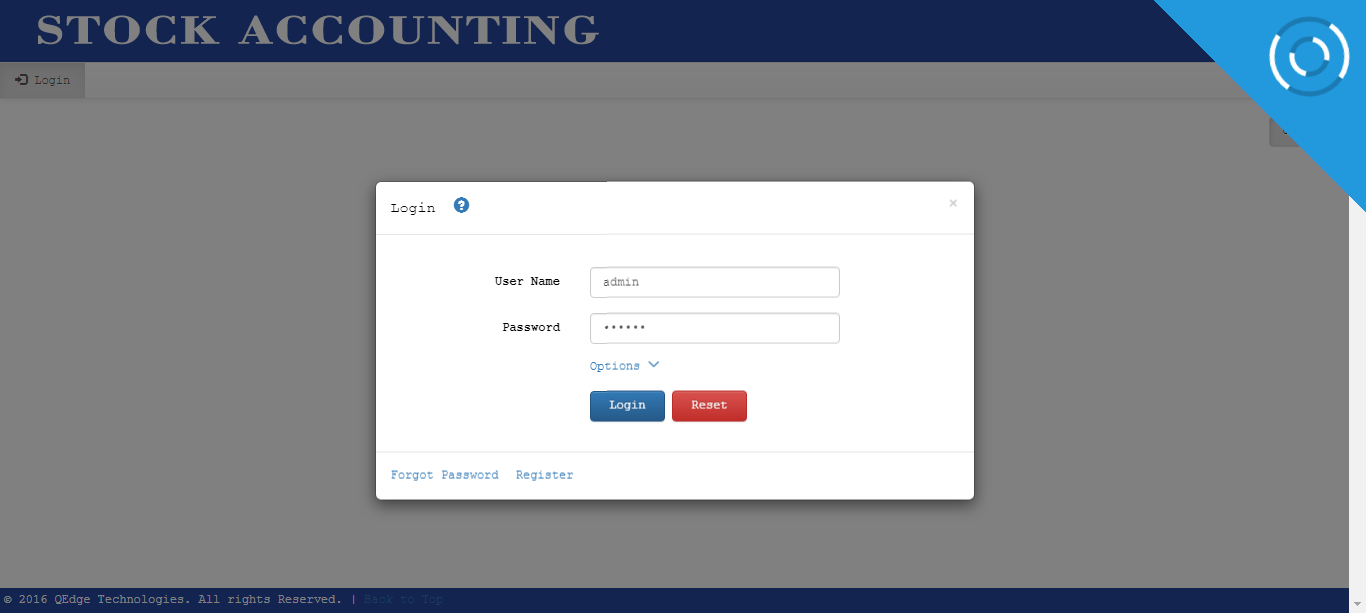 STOCK ACCOUNTING
Login
Login
User Name admin
Password ••••••
Options
Login Reset
Forgot Password Register
© 2016 QEdge Technologies. All rights Reserved. | Back to Top